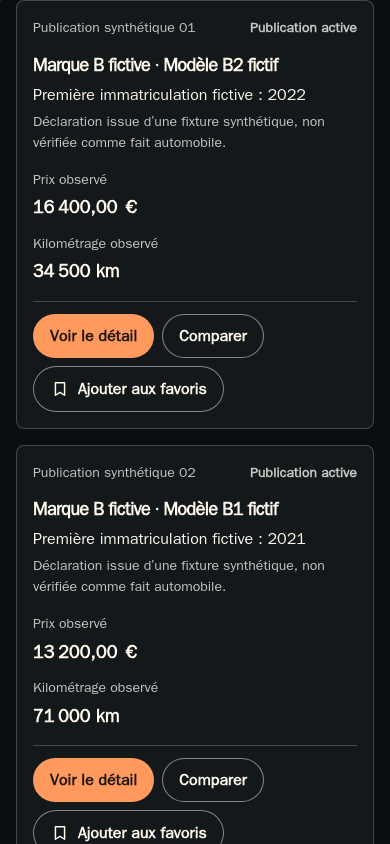 Publication synthétique 01 Publication active
Marque B fictive · Modèle B2 fictif
Première immatriculation fictive : 2022
Déclaration issue d'une fixture synthétique, non
vérifiée comme fait automobile.
Prix observé
16 400,00 €
Kilométrage observé
34 500 km
Voir le détail Comparer
Ajouter aux favoris
Publication synthétique 02 Publication active
Marque B fictive · Modèle B1 fictif
Première immatriculation fictive : 2021
Déclaration issue d'une fixture synthétique, non
vérifiée comme fait automobile.
Prix observé
13 200,00 €
Kilométrage observé
71 000 km
Voir le détail Comparer
Ajouter aux favoris